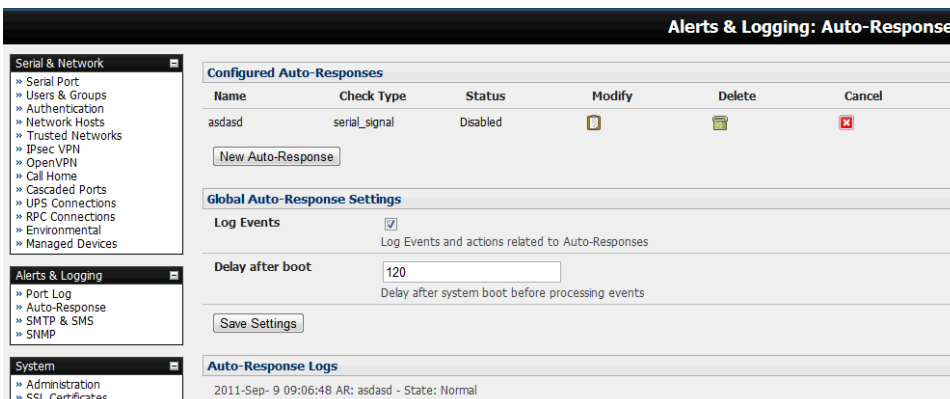 Alerts & Logging: Auto-Response
Serial & Network
» Serial Port
» Users & Groups
» Authentication
» Network Hosts
» Trusted Networks
» IPsec VPN
» OpenVPN
» Call Home
» Cascaded Ports
» UPS Connections
» RPC Connections
» Environmental
» Managed Devices
Alerts & Logging
» Port Log
» Auto-Response
» SMTP & SMS
» SNMP
System
» Administration
» SSL Certificates
Configured Auto-Responses
Name Check Type Status Modify Delete Cancel
asdasd serial_signal Disabled
New Auto-Response
Global Auto-Response Settings
Log Events
Log Events and actions related to Auto-Responses
Delay after boot 120
Delay after system boot before processing events
Save Settings
Auto-Response Logs
2011-Sep- 9 09:06:48 AR: asdasd - State: Normal